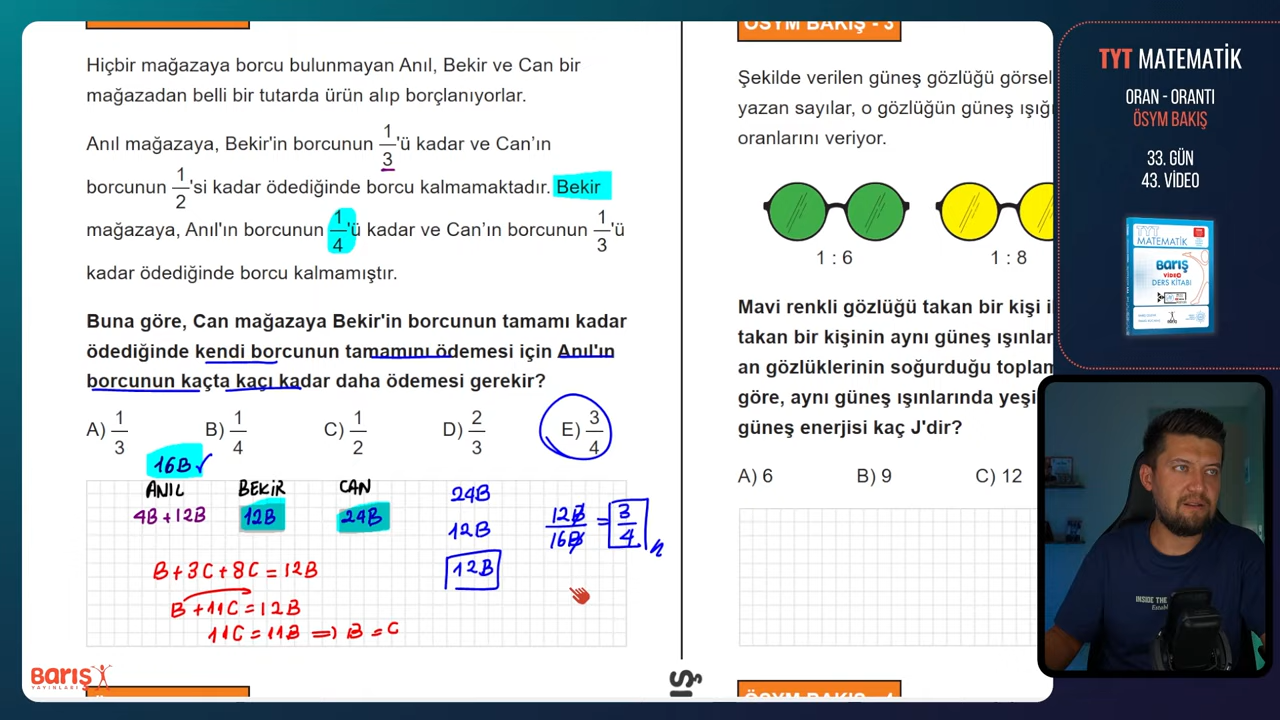 Hiçbir mağazaya borcu bulunmayan Anıl, Bekir ve Can bir
mağazadan belli bir tutarda ürün alıp borçlanıyorlar.
Anıl mağazaya, Bekir'in borcunun 1/3'ü kadar ve Can'ın
borcunun 1/2'si kadar ödediğinde borcu kalmamaktadır. Bekir
mağazaya, Anıl'ın borcunun 1/4'ü kadar ve Can'ın borcunun 1/3'ü
kadar ödediğinde borcu kalmamıştır.
Buna göre, Can mağazaya Bekir'in borcunun tamamı kadar
ödediğinde kendi borcunun tamamını ödemesi için Anıl'ın
borcunun kaçta kaçı kadar daha ödemesi gerekir?
A) 1/3 B) 1/4 C) 1/2 D) 2/3 E) 3/4
16B ✓
ANIL BEKİR CAN
4B + 12B 12B 24B
B + 3C + 8C = 12B
B + 11C = 12B
11C = 11B ⇒ B = C
24B
12B
12B
12B/16B = 3/4
ÖSYM BAKIŞ - 3
Şekilde verilen güneş gözlüğü görsel
yazan sayılar, o gözlüğün güneş ışığ
oranlarını veriyor.
1 : 6 1 : 8
Mavi renkli gözlüğü takan bir kişi i
takan bir kişinin aynı güneş ışınlar
an gözlüklerinin soğurduğu toplam
göre, aynı güneş ışınlarında yeşi
güneş enerjisi kaç J'dir?
A) 6 B) 9 C) 12
ÖSYM BAKIŞ - 4
BARIŞ
YAYINLARI
TYT MATEMATİK
ORAN - ORANTI
ÖSYM BAKIŞ
33. GÜN
43. VİDEO
TYT
MATEMATİK
BARIŞ
VİDEO
DERS KİTABI
INSIDE THE